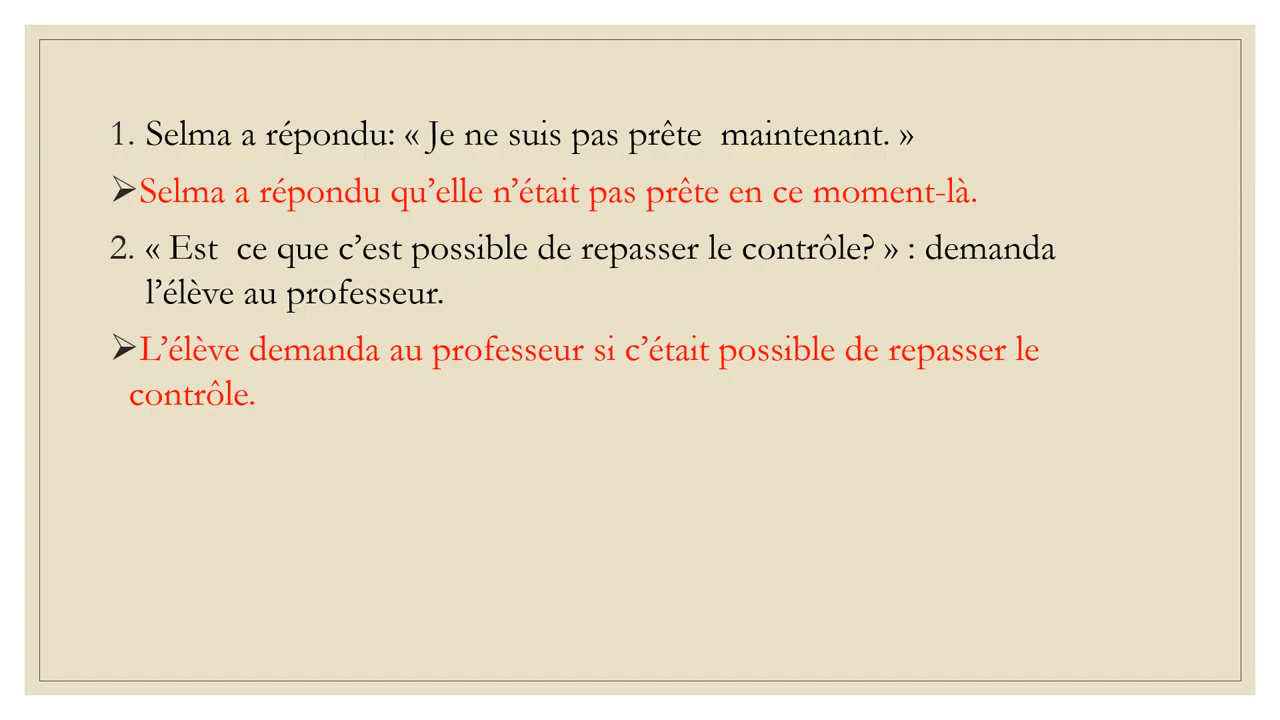 1. Selma a répondu: « Je ne suis pas prête  maintenant. »
➢Selma a répondu qu’elle n’était pas prête en ce moment-là.
2. « Est  ce que c’est possible de repasser le contrôle? » : demanda
l’élève au professeur.
➢L’élève demanda au professeur si c’était possible de repasser le
contrôle.